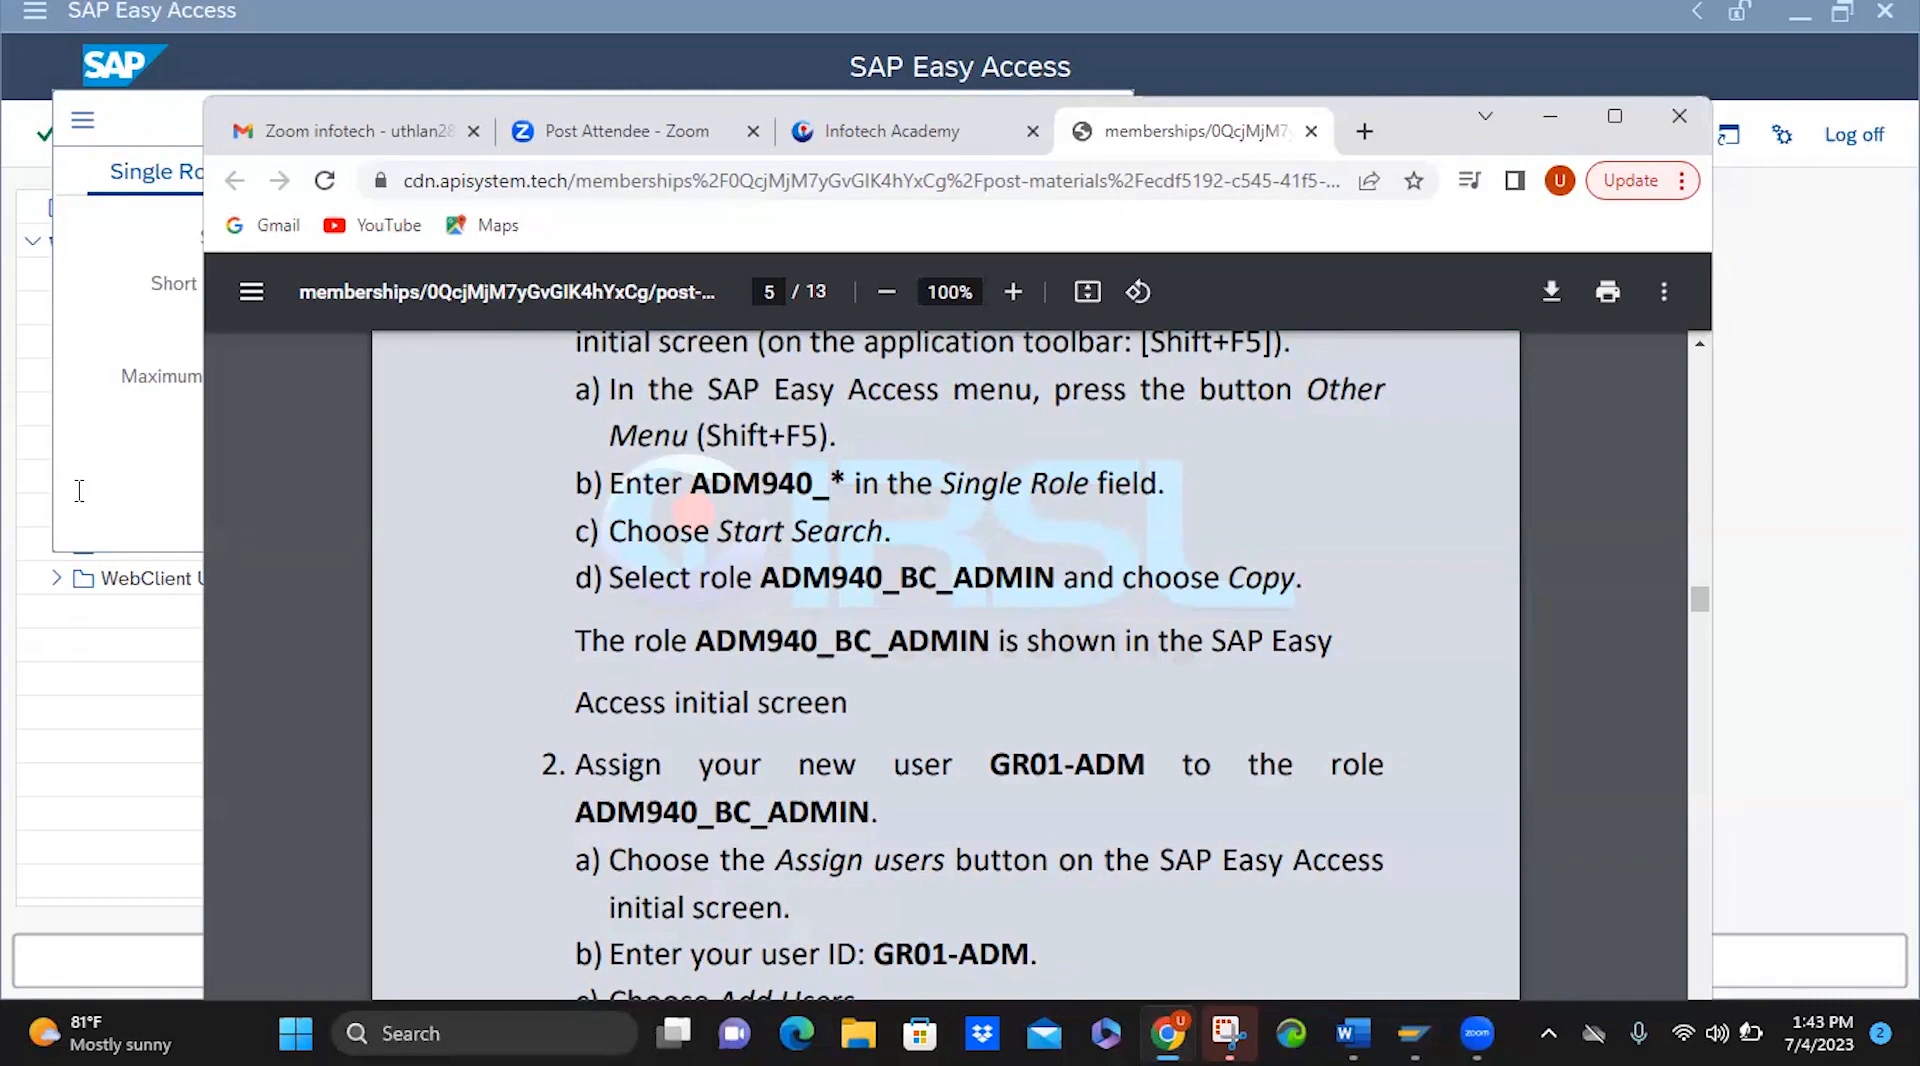 SAP Easy Access
SAP
SAP Easy Access
Log off
Single Ro
Short
Maximum
WebClient U
Zoom infotech - uthlan28
Post Attendee - Zoom
Infotech Academy
memberships/0QcjMjM7
cdn.apisystem.tech/memberships%2F0QcjMjM7yGvGIK4hYxCg%2Fpost-materials%2Fecdf5192-c545-41f5-...
U
Update
Gmail
YouTube
Maps
memberships/0QcjMjM7yGvGIK4hYxCg/post-...
5 / 13
100%
initial screen (on the application toolbar: [Shift+F5]).
a) In the SAP Easy Access menu, press the button Other
Menu (Shift+F5).
b) Enter ADM940_* in the Single Role field.
c) Choose Start Search.
d) Select role ADM940_BC_ADMIN and choose Copy.
The role ADM940_BC_ADMIN is shown in the SAP Easy
Access initial screen
2. Assign your new user GR01-ADM to the role
ADM940_BC_ADMIN.
a) Choose the Assign users button on the SAP Easy Access
initial screen.
b) Enter your user ID: GR01-ADM.
c) Choose Add Users
IRSL
81°F
Mostly sunny
Search
U
zoom
1:43 PM
7/4/2023
2